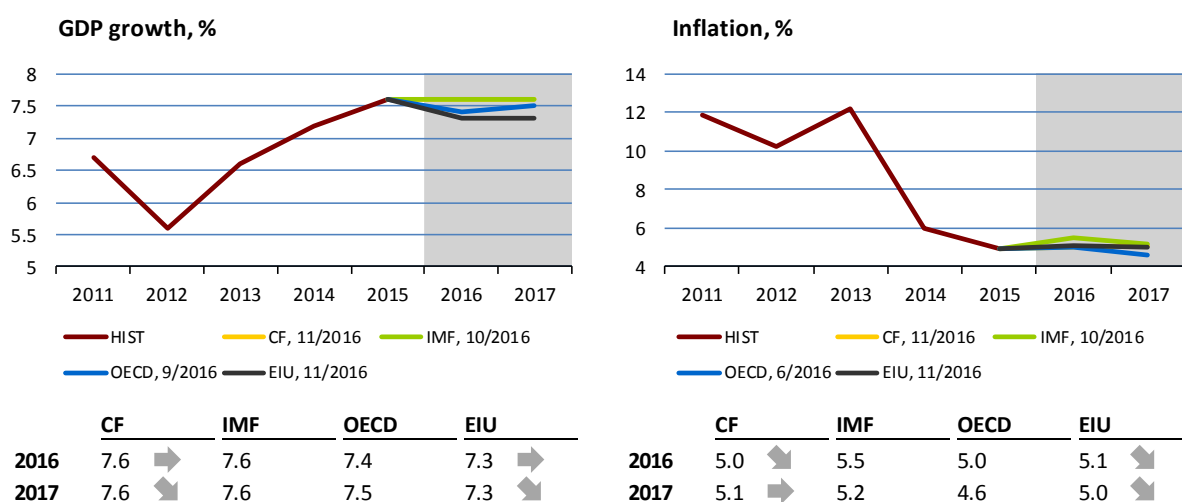 GDP growth, %
8
7.5
7
6.5
6
5.5
5
2011 2012 2013 2014 2015 2016 2017
HIST CF, 11/2016 IMF, 10/2016
OECD, 9/2016 EIU, 11/2016
CF IMF OECD EIU
2016 7.6 7.6 7.4 7.3
2017 7.6 7.6 7.5 7.3
Inflation, %
14
12
10
8
6
4
2011 2012 2013 2014 2015 2016 2017
HIST CF, 11/2016 IMF, 10/2016
OECD, 6/2016 EIU, 11/2016
CF IMF OECD EIU
2016 5.0 5.5 5.0 5.1
2017 5.1 5.2 4.6 5.0